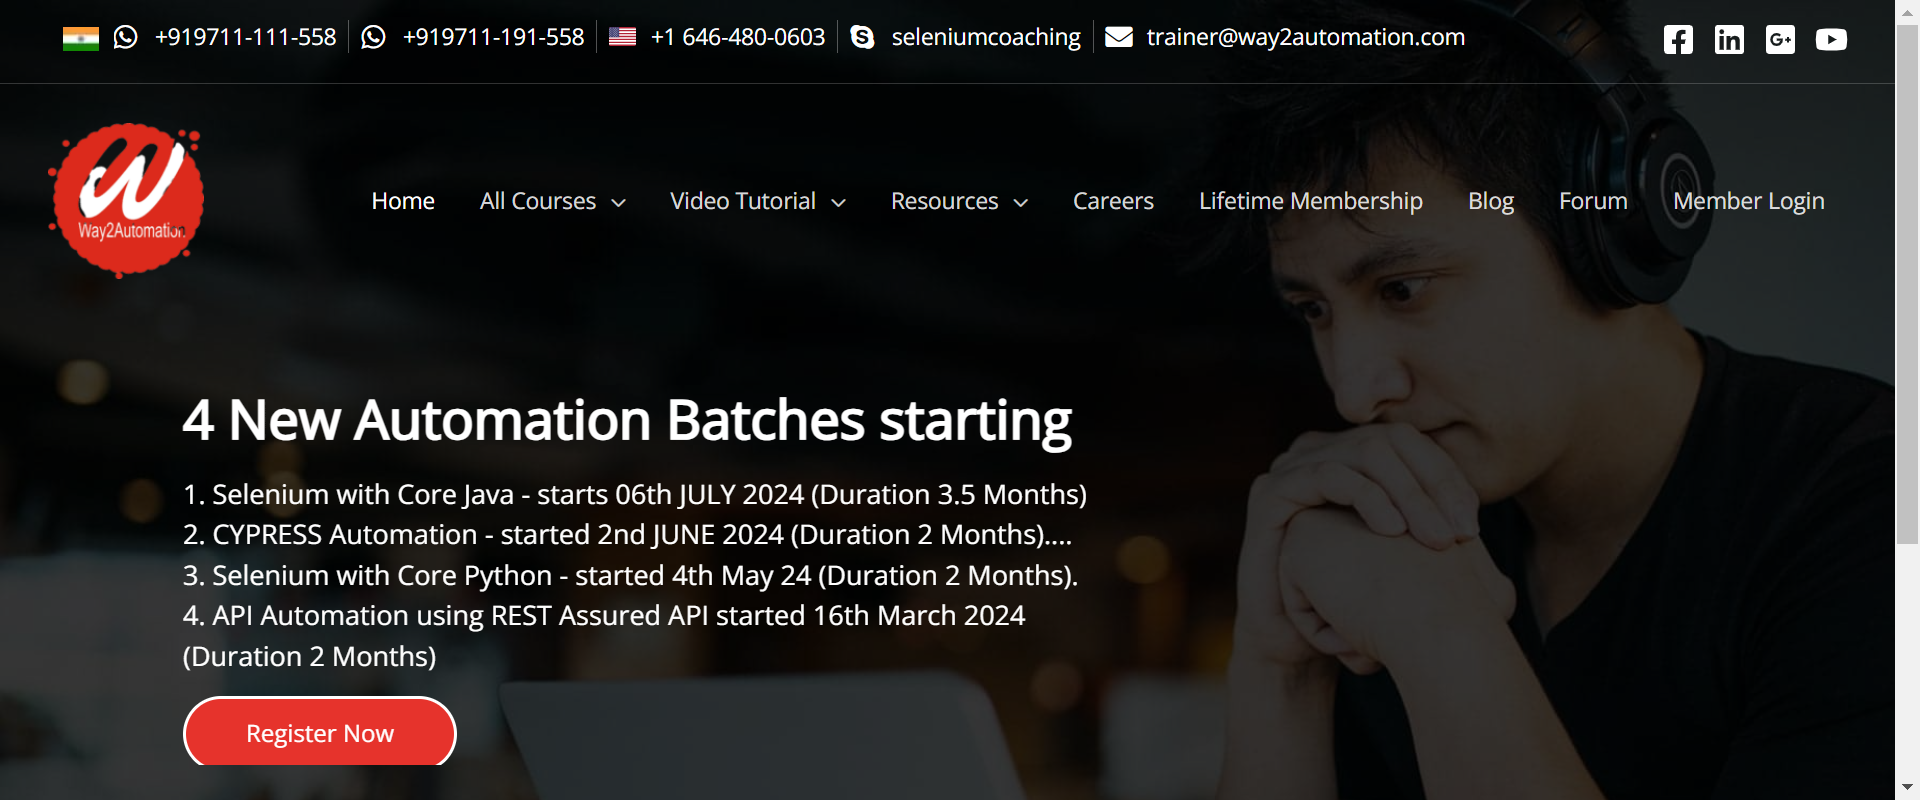 +919711-111-558 +919711-191-558 +1 646-480-0603 seleniumcoaching trainer@way2automation.com
Way2Automation
Home All Courses Video Tutorial Resources Careers Lifetime Membership Blog Forum Member Login
4 New Automation Batches starting
1. Selenium with Core Java - starts 06th JULY 2024 (Duration 3.5 Months)
2. CYPRESS Automation - started 2nd JUNE 2024 (Duration 2 Months)....
3. Selenium with Core Python - started 4th May 24 (Duration 2 Months).
4. API Automation using REST Assured API started 16th March 2024
(Duration 2 Months)
Register Now